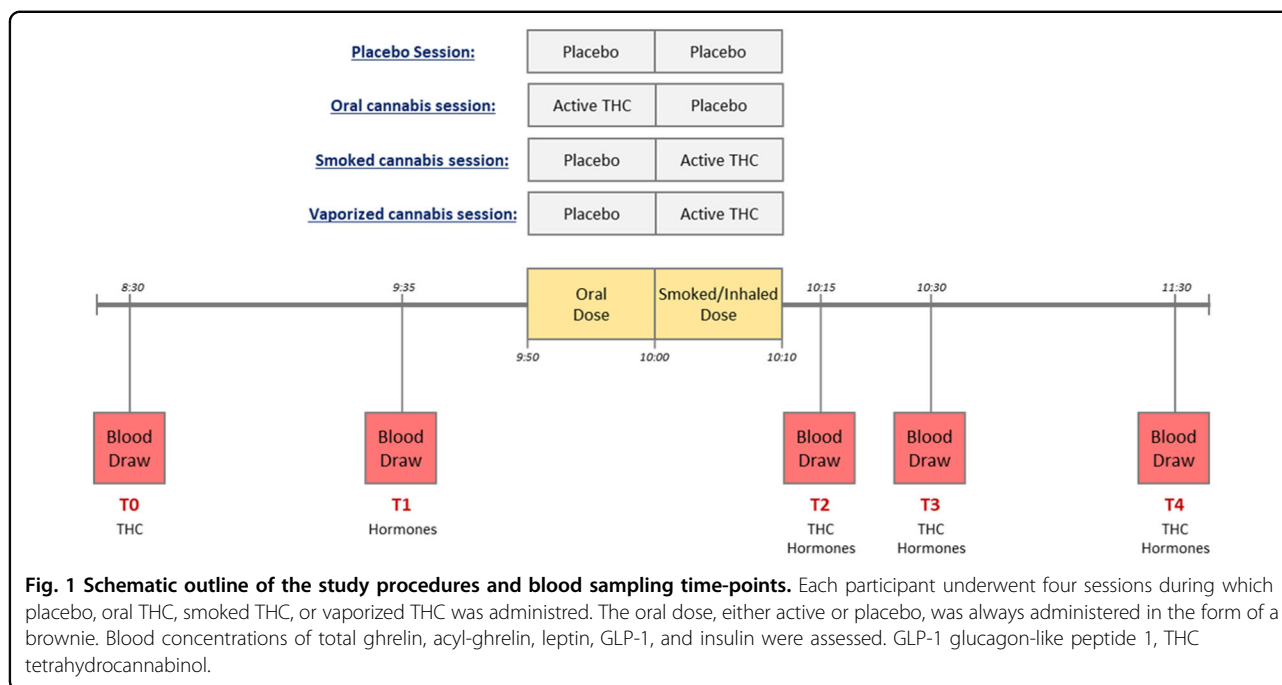 Placebo Session: Placebo Placebo
Oral cannabis session: Active THC Placebo
Smoked cannabis session: Placebo Active THC
Vaporized cannabis session: Placebo Active THC
8:30 9:35 10:15 10:30 11:30
Oral Smoked/Inhaled
Dose Dose
9:50 10:00 10:10
Blood Blood Blood Blood Blood
Draw Draw Draw Draw Draw
T0 T1 T2 T3 T4
THC Hormones THC THC THC
Hormones Hormones Hormones
Fig. 1 Schematic outline of the study procedures and blood sampling time-points. Each participant underwent four sessions during which
placebo, oral THC, smoked THC, or vaporized THC was administred. The oral dose, either active or placebo, was always administered in the form of a
brownie. Blood concentrations of total ghrelin, acyl-ghrelin, leptin, GLP-1, and insulin were assessed. GLP-1 glucagon-like peptide 1, THC
tetrahydrocannabinol.